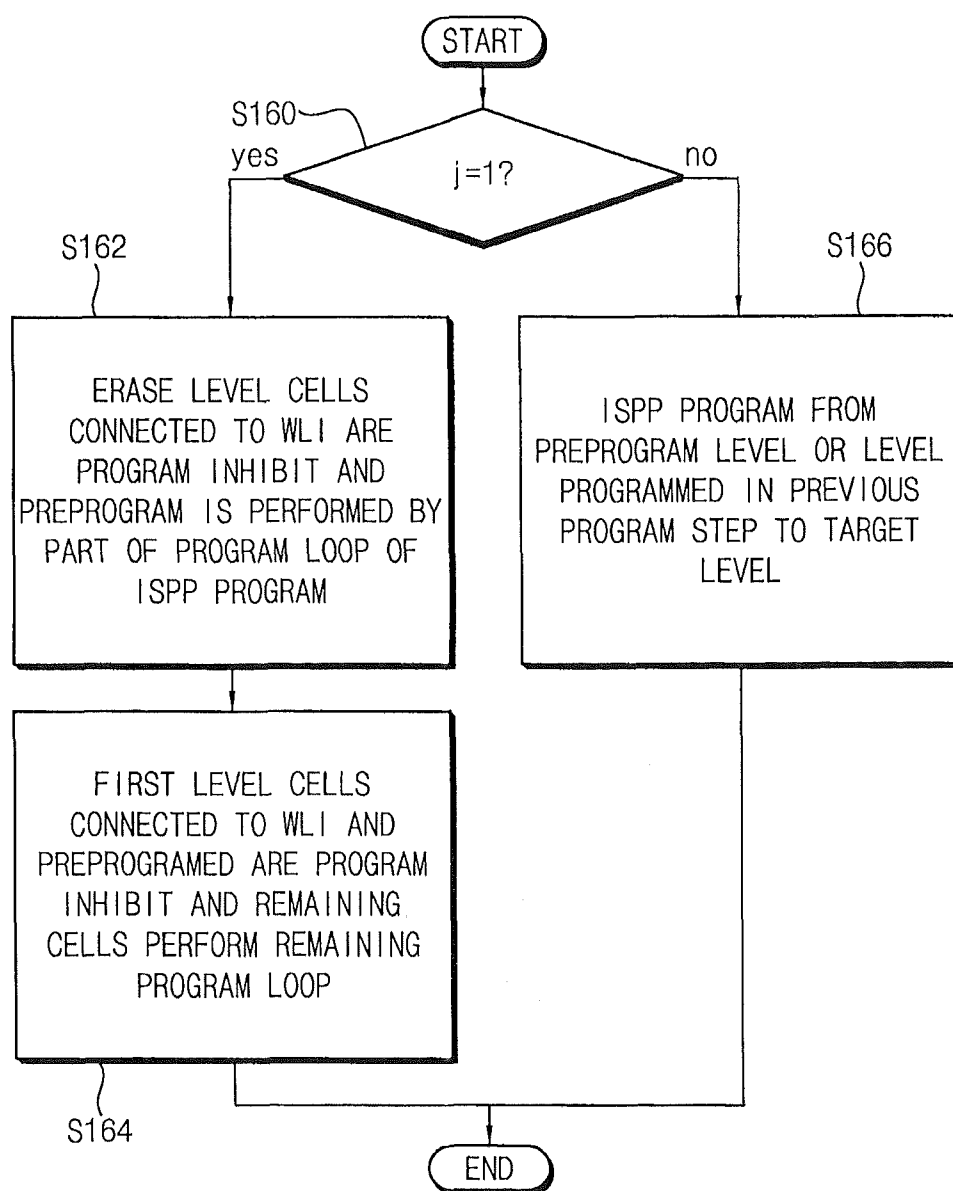 START
S160
yes
j=1?
no
S162
S166
ERASE LEVEL CELLS
CONNECTED TO WLI ARE
PROGRAM INHIBIT AND
PREPROGRAM IS PERFORMED BY
PART OF PROGRAM LOOP OF
ISPP PROGRAM
ISPP PROGRAM FROM
PREPROGRAM LEVEL OR LEVEL
PROGRAMMED IN PREVIOUS
PROGRAM STEP TO TARGET
LEVEL
FIRST LEVEL CELLS
CONNECTED TO WLI AND
PREPROGRAMED ARE PROGRAM
INHIBIT AND REMAINING
CELLS PERFORM REMAINING
PROGRAM LOOP
S164
END